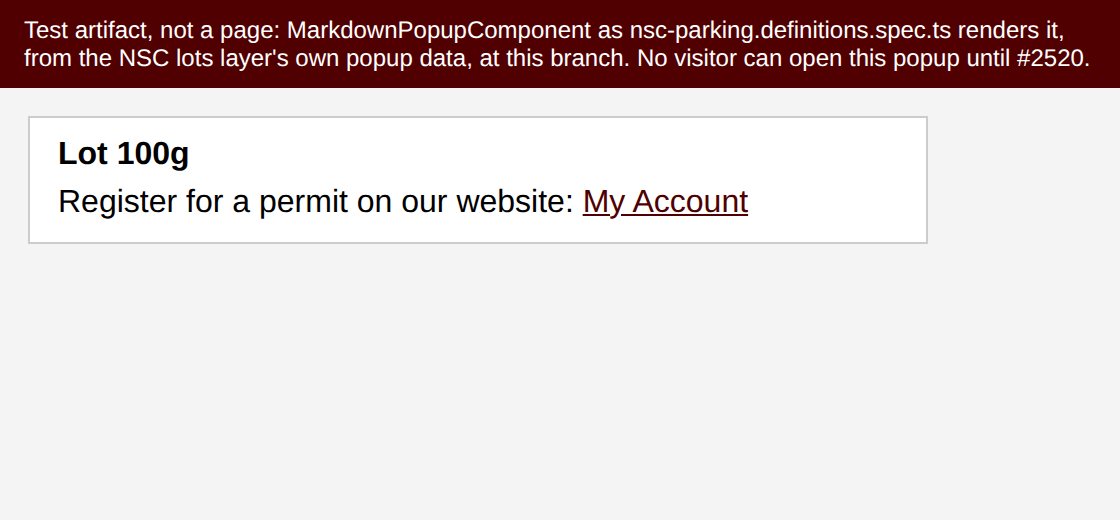 Test artifact, not a page: MarkdownPopupComponent as nsc-parking.definitions.spec.ts renders it,
from the NSC lots layer's own popup data, at this branch. No visitor can open this popup until #2520.
Lot 100g
Register for a permit on our website: My Account